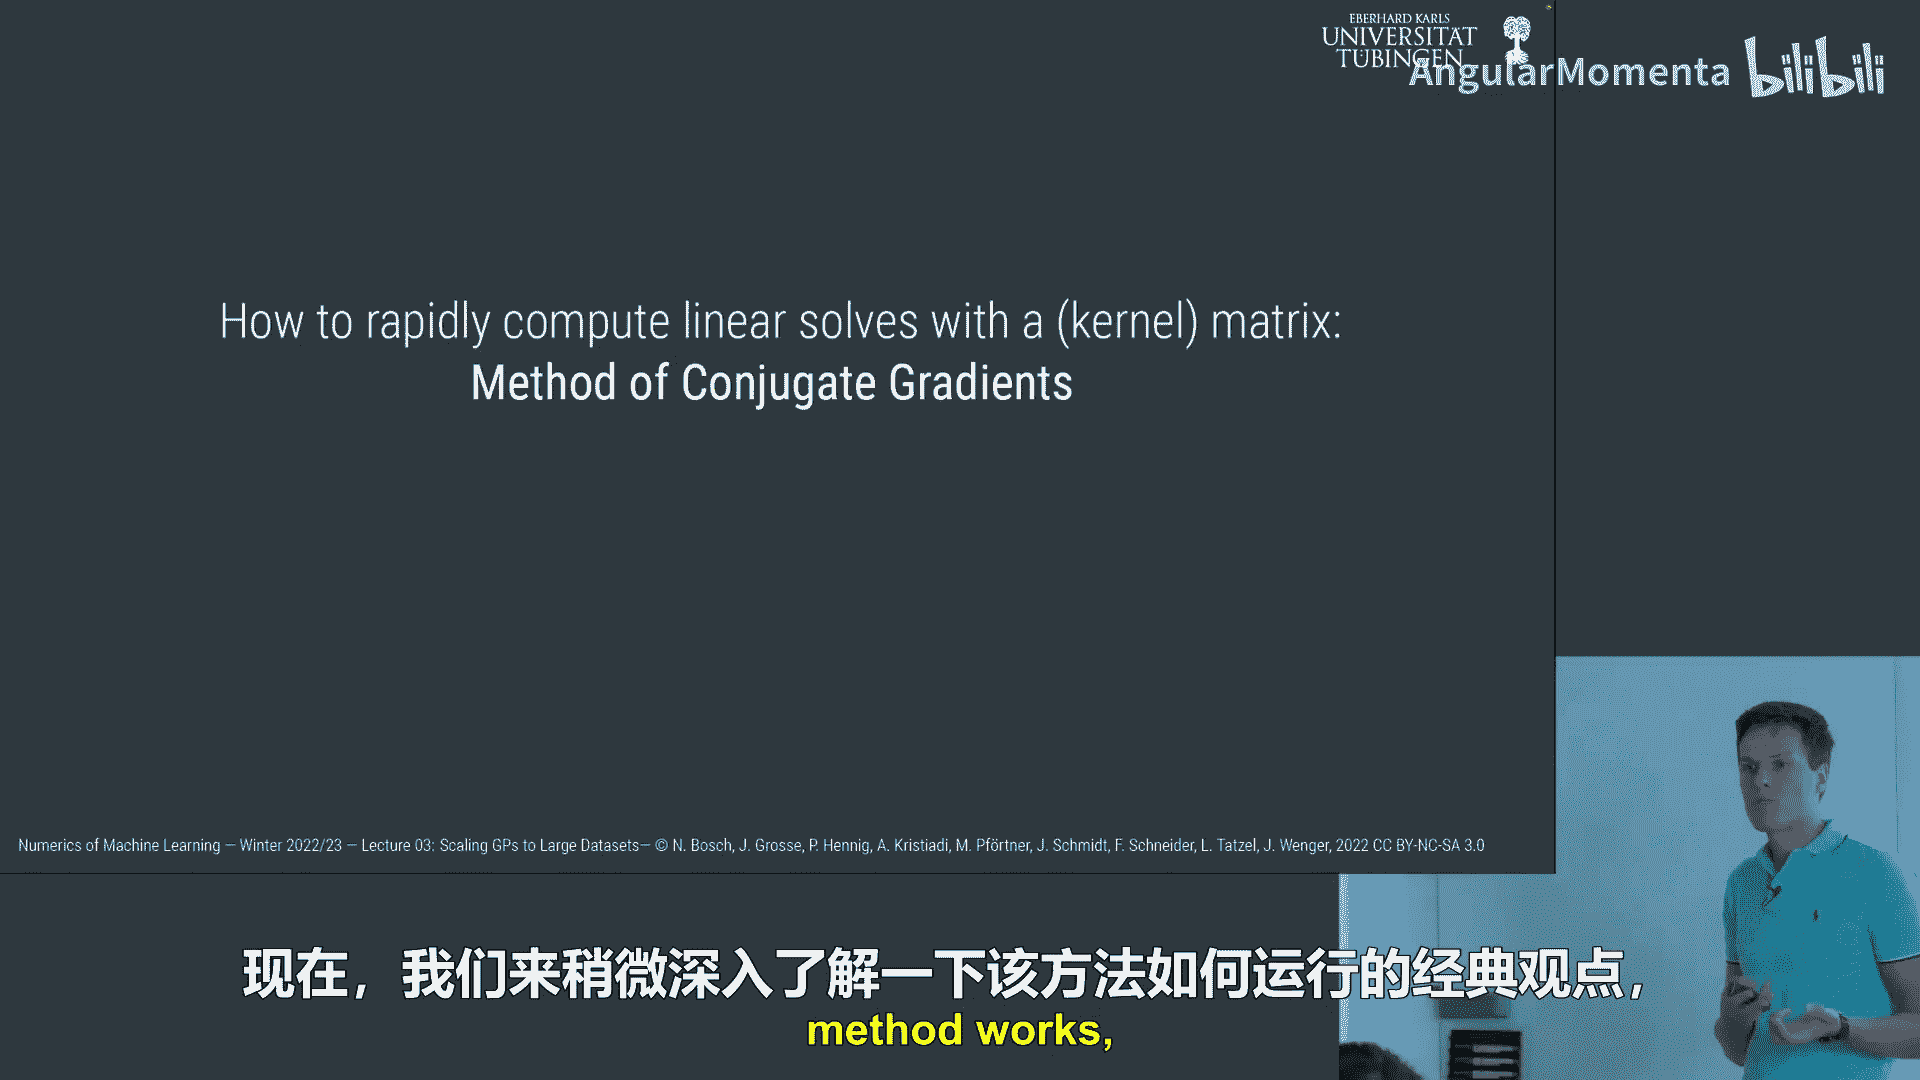 EBERHARD KARLS
UNIVERSITÄT
TÜBINGEN
AngularMomenta bilibili
How to rapidly compute linear solves with a (kernel) matrix:
Method of Conjugate Gradients
Numerics of Machine Learning — Winter 2022/23 — Lecture 03: Scaling GPs to Large Datasets— © N. Bosch, J. Grosse, P. Hennig, A. Kristiadi, M. Pförtner, J. Schmidt, F. Schneider, L. Tatzel, J. Wenger, 2022 CC BY-NC-SA 3.0
现在，我们来稍微深入了解一下该方法如何运行的经典观点，
method works,